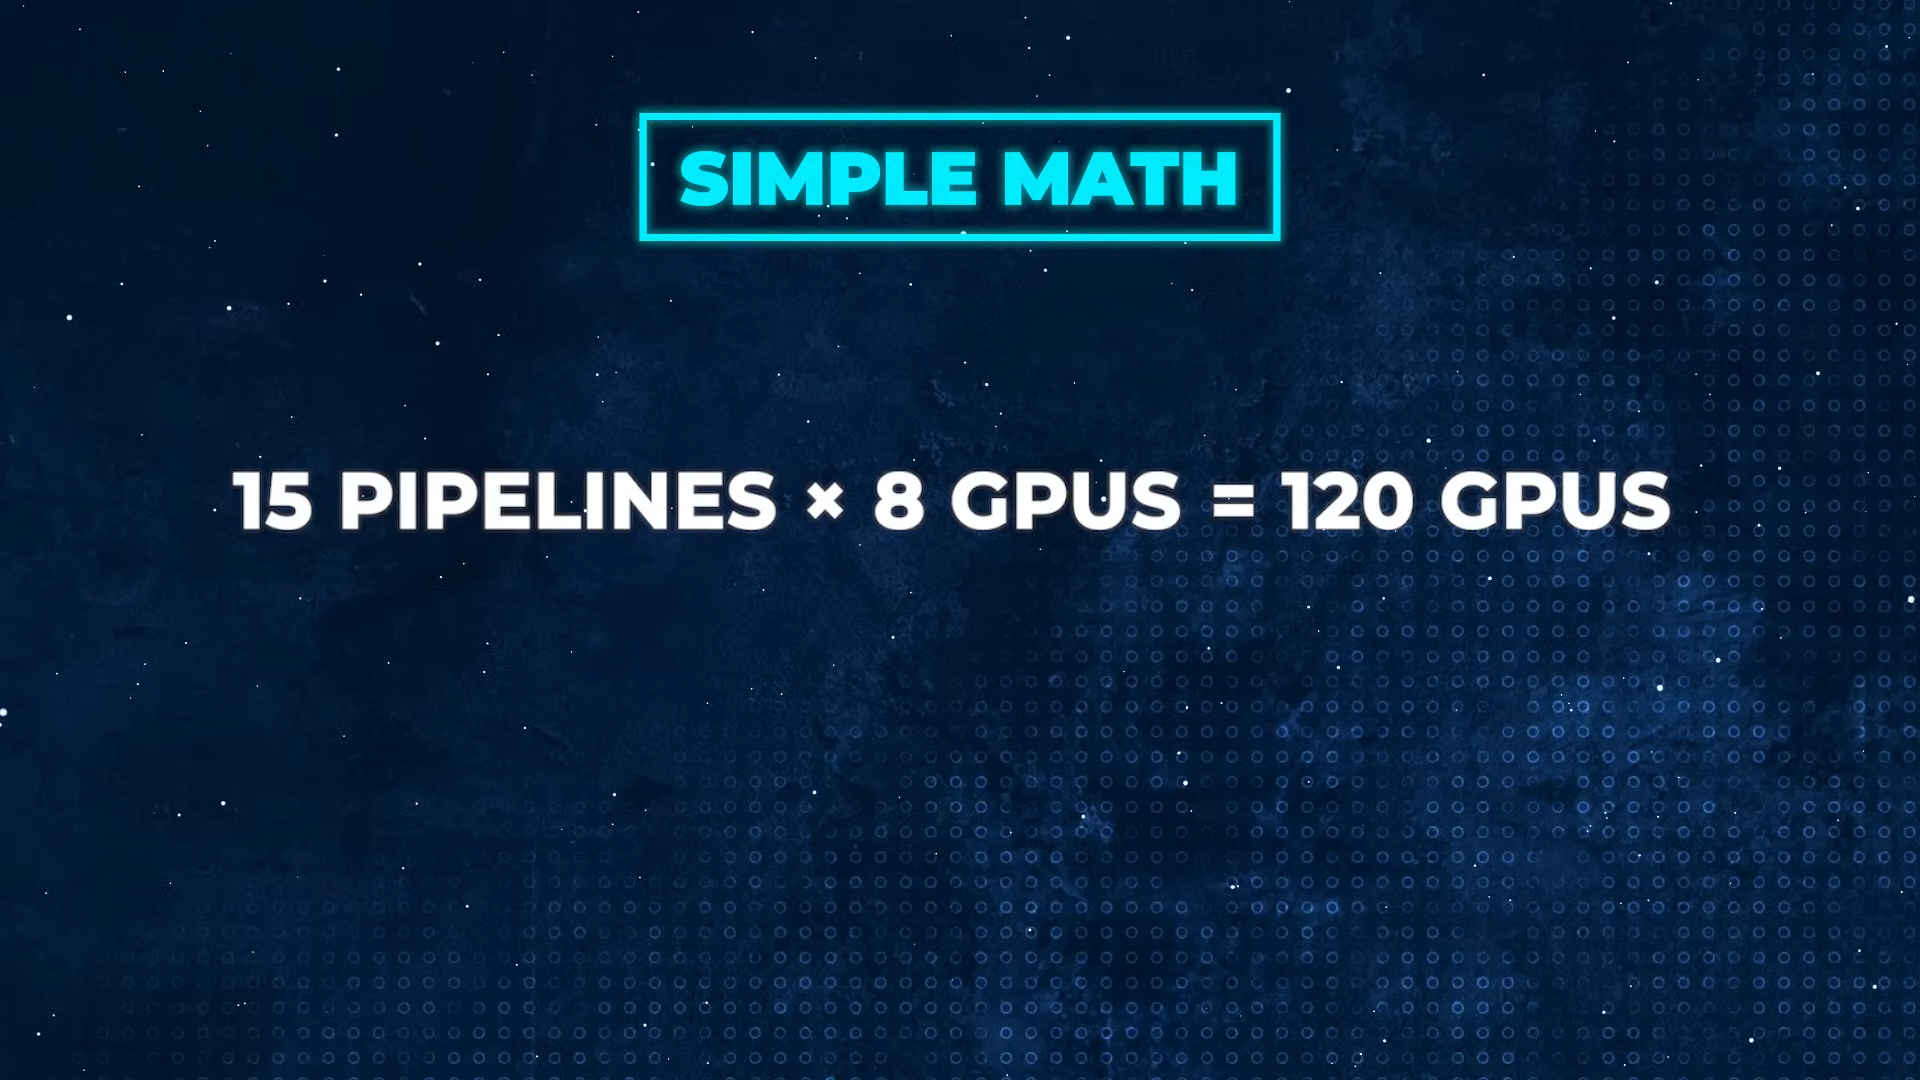 SIMPLE MATH
15 PIPELINES × 8 GPUS = 120 GPUS